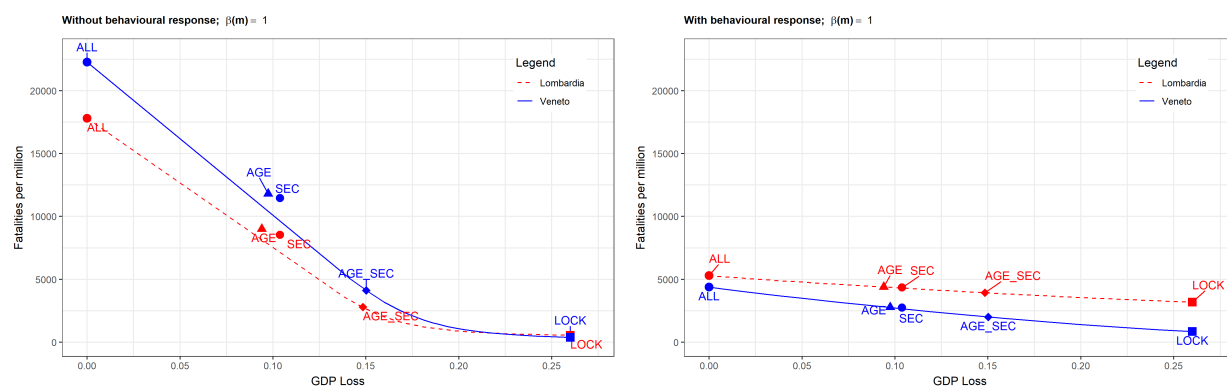 Without behavioural response; β(m) = 1
Fatalities per million
20000
15000
10000
5000
0
ALL
ALL
AGE
SEC
AGE
SEC
AGE_SEC
AGE_SEC
LOCK
LOCK
Legend
Lombardia
Veneto
0.00 0.05 0.10 0.15 0.20 0.25
GDP Loss
With behavioural response; β(m) = 1
Fatalities per million
20000
15000
10000
5000
0
Legend
Lombardia
Veneto
ALL
ALL
AGE
SEC
AGE
SEC
AGE_SEC
AGE_SEC
LOCK
LOCK
0.00 0.05 0.10 0.15 0.20 0.25
GDP Loss